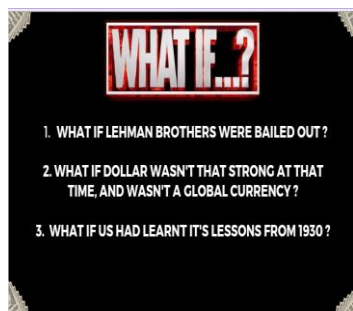 WHAT IF...?
1. WHAT IF LEHMAN BROTHERS WERE BAILED OUT ?
2. WHAT IF DOLLAR WASN'T THAT STRONG AT THAT
TIME, AND WASN'T A GLOBAL CURRENCY ?
3. WHAT IF US HAD LEARNT IT'S LESSONS FROM 1930 ?